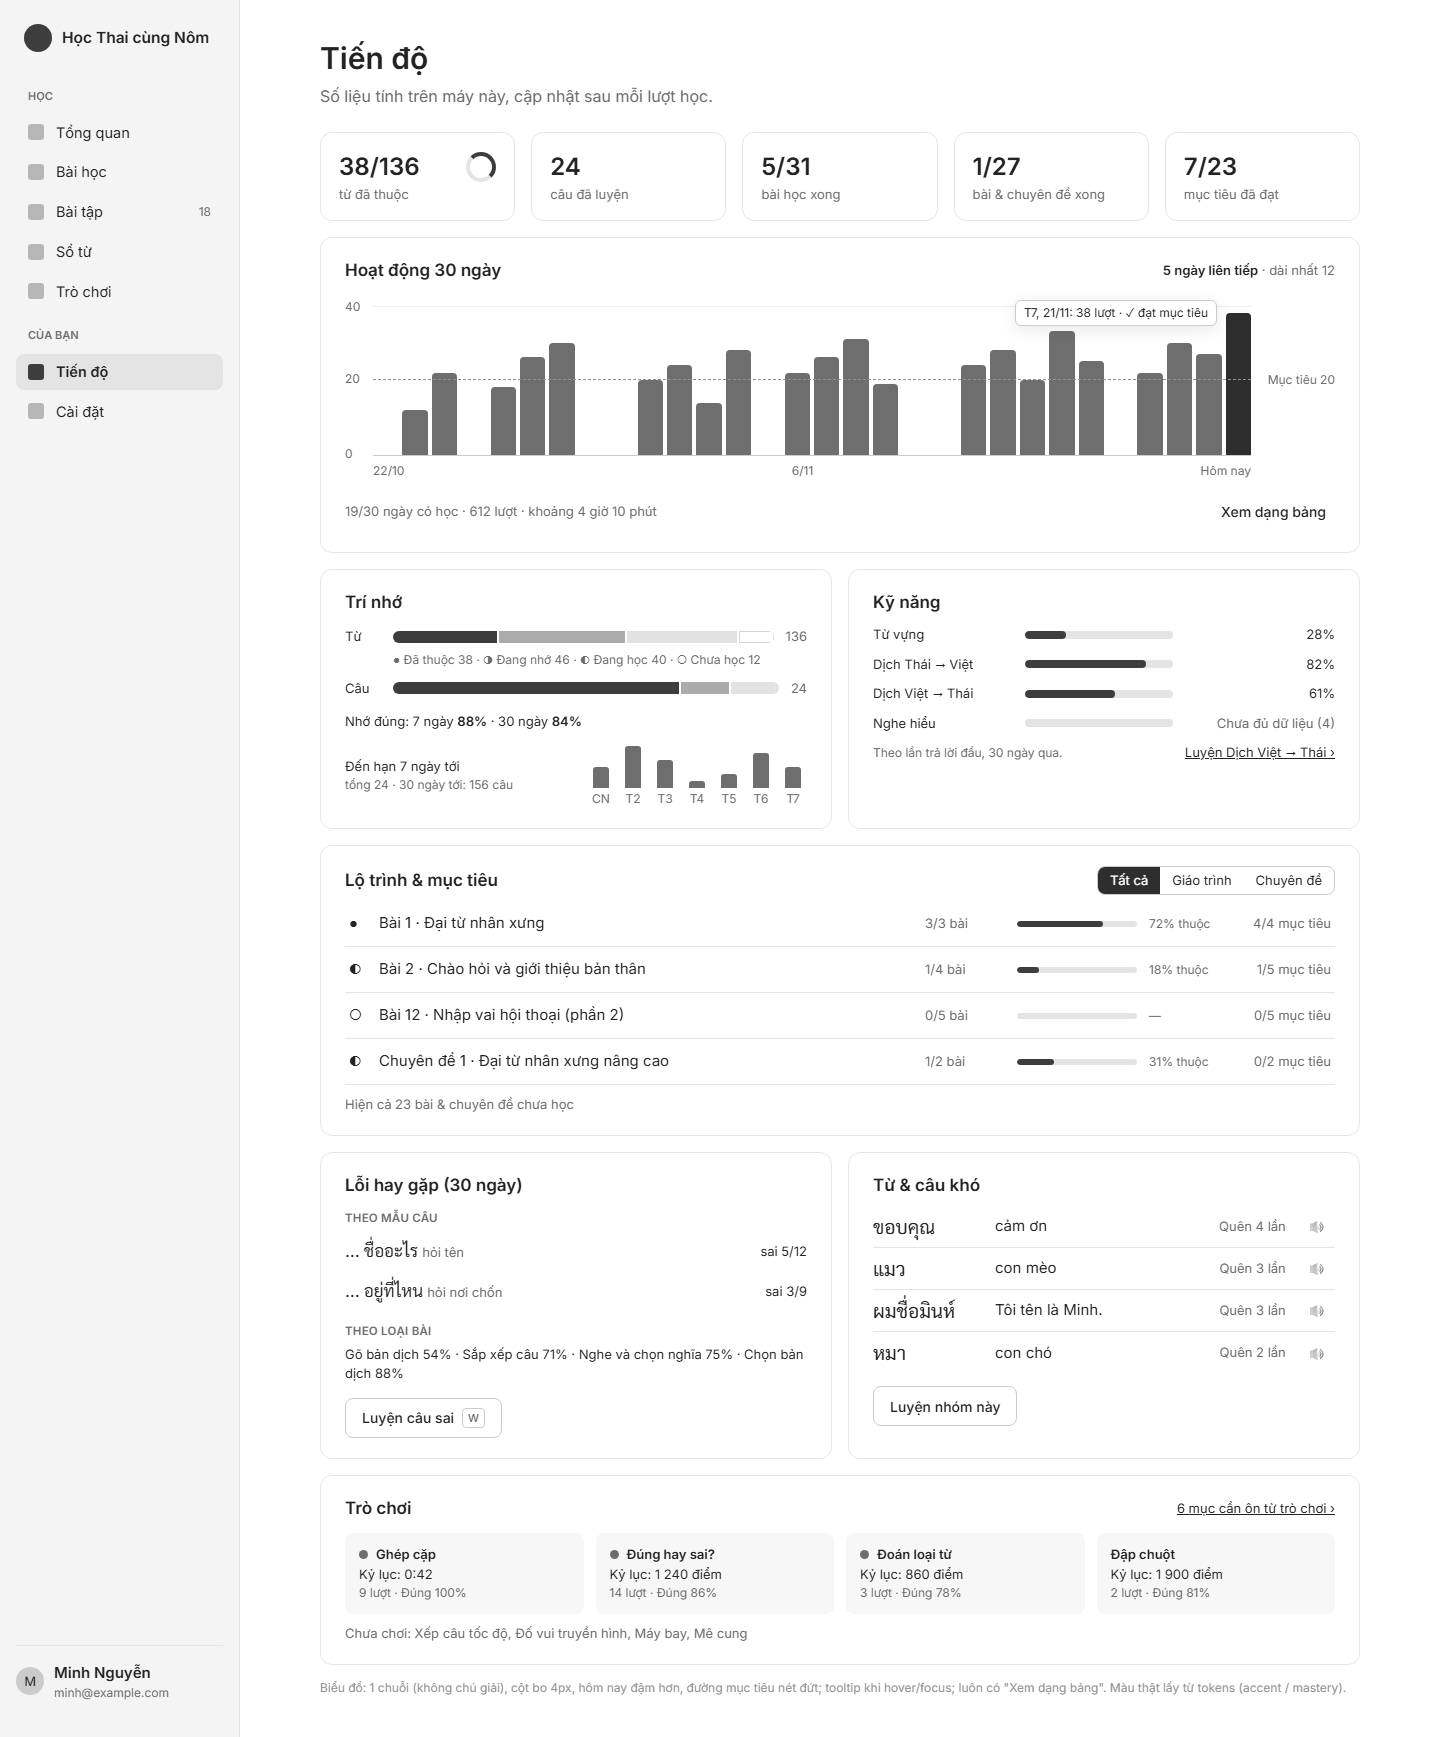 Học Thai cùng Nôm
HỌC
Tổng quan
Bài học
Bài tập 18
Sổ từ
Trò chơi
CỦA BẠN
Tiến độ
Cài đặt
M
Minh Nguyễn
minh@example.com
Tiến độ
Số liệu tính trên máy này, cập nhật sau mỗi lượt học.
38/136
từ đã thuộc
24
câu đã luyện
5/31
bài học xong
1/27
bài & chuyên đề xong
7/23
mục tiêu đã đạt
Hoạt động 30 ngày
5 ngày liên tiếp · dài nhất 12
40
T7, 21/11: 38 lượt · ✓ đạt mục tiêu
20
Mục tiêu 20
0
22/10 6/11 Hôm nay
19/30 ngày có học · 612 lượt · khoảng 4 giờ 10 phút
Xem dạng bảng
Trí nhớ
Từ 136
● Đã thuộc 38 · ◑ Đang nhớ 46 · ◐ Đang học 40 · ○ Chưa học 12
Câu 24
Nhớ đúng: 7 ngày 88% · 30 ngày 84%
Đến hạn 7 ngày tới
tổng 24 · 30 ngày tới: 156 câu
CN T2 T3 T4 T5 T6 T7
Kỹ năng
Từ vựng 28%
Dịch Thái → Việt 82%
Dịch Việt → Thái 61%
Nghe hiểu Chưa đủ dữ liệu (4)
Theo lần trả lời đầu, 30 ngày qua.
Luyện Dịch Việt → Thái ›
Lộ trình & mục tiêu
Tất cả Giáo trình Chuyên đề
● Bài 1 · Đại từ nhân xưng 3/3 bài 72% thuộc 4/4 mục tiêu
◐ Bài 2 · Chào hỏi và giới thiệu bản thân 1/4 bài 18% thuộc 1/5 mục tiêu
○ Bài 12 · Nhập vai hội thoại (phần 2) 0/5 bài — 0/5 mục tiêu
◐ Chuyên đề 1 · Đại từ nhân xưng nâng cao 1/2 bài 31% thuộc 0/2 mục tiêu
Hiện cả 23 bài & chuyên đề chưa học
Lỗi hay gặp (30 ngày)
THEO MẪU CÂU
... ชื่ออะไร hỏi tên sai 5/12
... อยู่ที่ไหน hỏi nơi chốn sai 3/9
THEO LOẠI BÀI
Gõ bản dịch 54% · Sắp xếp câu 71% · Nghe và chọn nghĩa 75% · Chọn bản
dịch 88%
Luyện câu sai W
Từ & câu khó
ขอบคุณ cảm ơn Quên 4 lần
แมว con mèo Quên 3 lần
ผมชื่อมินห์ Tôi tên là Minh. Quên 3 lần
หมา con chó Quên 2 lần
Luyện nhóm này
Trò chơi
6 mục cần ôn từ trò chơi ›
Ghép cặp
Kỷ lục: 0:42
9 lượt · Đúng 100%
Đúng hay sai?
Kỷ lục: 1 240 điểm
14 lượt · Đúng 86%
Đoán loại từ
Kỷ lục: 860 điểm
3 lượt · Đúng 78%
Đập chuột
Kỷ lục: 1 900 điểm
2 lượt · Đúng 81%
Chưa chơi: Xếp câu tốc độ, Đố vui truyền hình, Máy bay, Mê cung
Biểu đồ: 1 chuỗi (không chú giải), cột bo 4px, hôm nay đậm hơn, đường mục tiêu nét đứt; tooltip khi hover/focus; luôn có "Xem dạng bảng". Màu thật lấy từ tokens (accent / mastery).